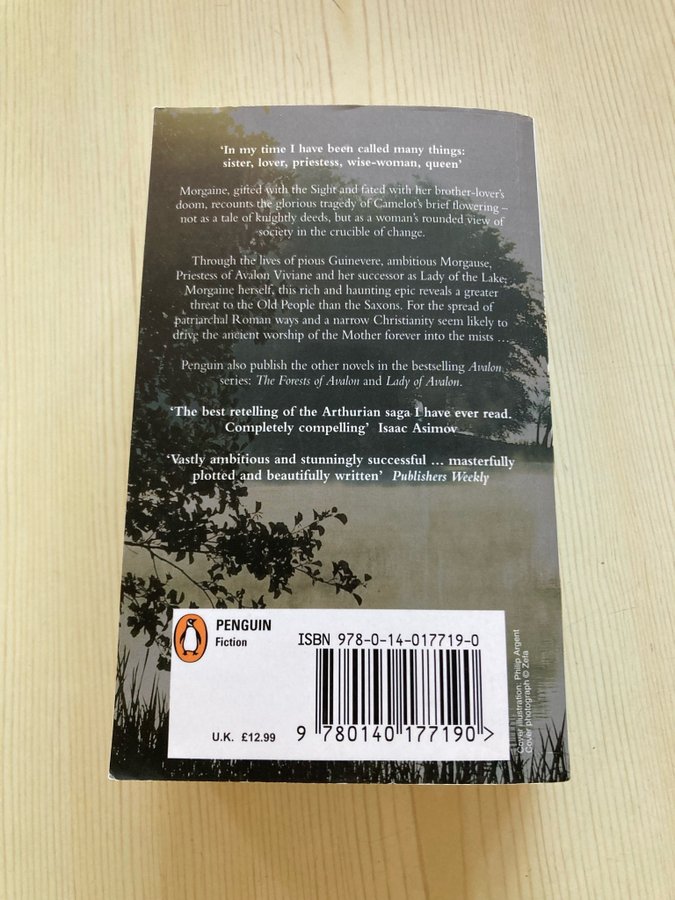 ‘In my time I have been called many things:
sister, lover, priestess, wise-woman, queen’
Morgaine, gifted with the Sight and fated with her brother-lover’s
doom, recounts the glorious tragedy of Camelot’s brief flowering –
not as a tale of knightly deeds, but as a woman’s rounded view of
society in the crucible of change.
Through the lives of pious Guinevere, ambitious Morgause,
Priestess of Avalon Viviane and her successor as Lady of the Lake,
Morgaine herself, this rich and haunting epic reveals a greater
threat to the Old People than the Saxons. For the spread of
patriarchal Roman ways and a narrow Christianity seem likely to
drive the ancient worship of the Mother forever into the mists …
Penguin also publish the other novels in the bestselling Avalon
series: The Forests of Avalon and Lady of Avalon.
‘The best retelling of the Arthurian saga I have ever read.
Completely compelling’ Isaac Asimov
‘Vastly ambitious and stunningly successful … masterfully
plotted and beautifully written’ Publishers Weekly
PENGUIN
Fiction
ISBN 978-0-14-017719-0
U.K. £12.99
9 780140 177190 >
Cover illustration: Philip Argent
Cover photograph © Zefa